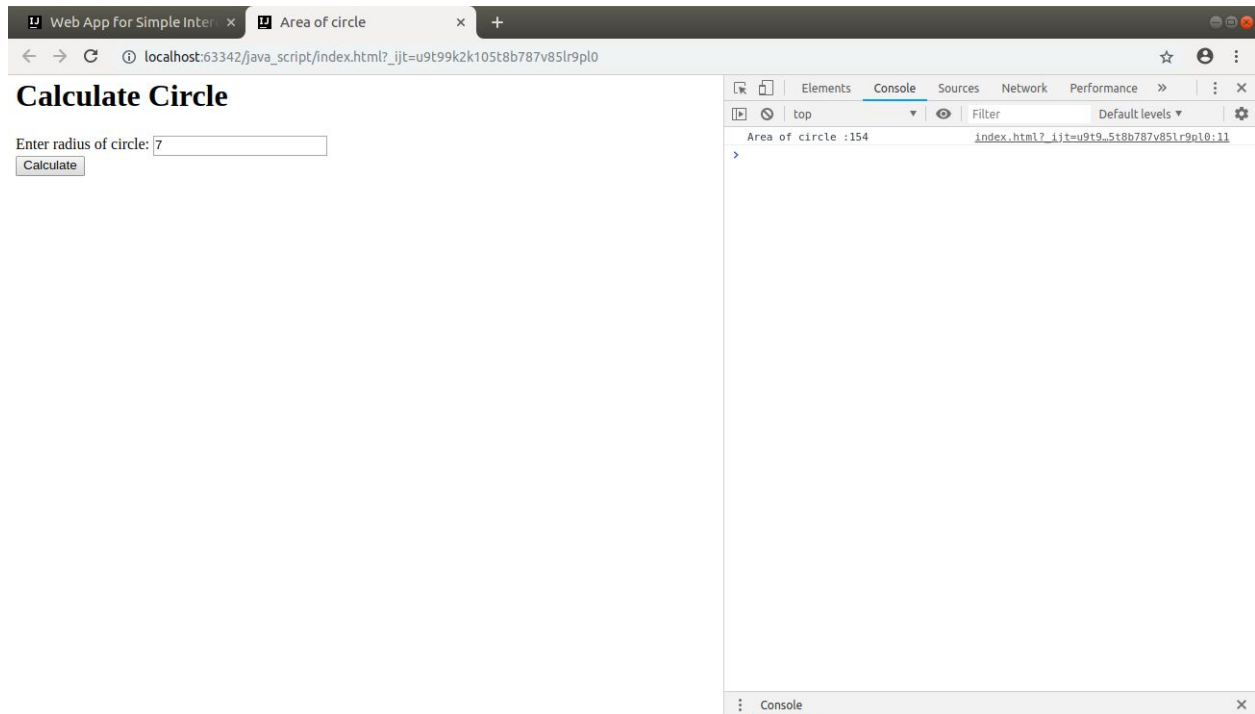 Web App for Simple Inter
Area of circle
localhost:63342/java_script/index.html?_ijt=u9t99k2k105t8b787v85lr9pl0
Calculate Circle
Enter radius of circle: 7
Calculate
Elements Console Sources Network Performance »
top Filter Default levels ▼
Area of circle :154 index.html?_ijt=u9t9…5t8b787v85lr9pl0:11
>
Console